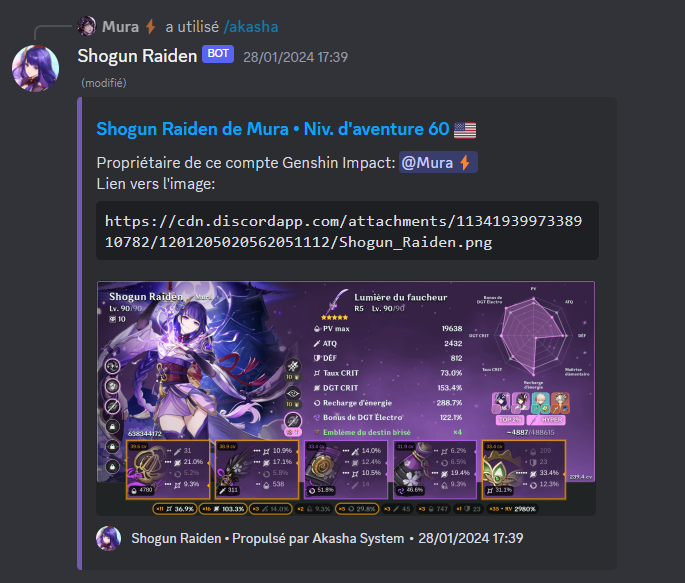 Mura a utilisé /akasha
Shogun Raiden BOT 28/01/2024 17:39
(modifié)
Shogun Raiden de Mura • Niv. d'aventure 60
Propriétaire de ce compte Genshin Impact: @Mura
Lien vers l'image:
https://cdn.discordapp.com/attachments/11341939973389
10782/1201205020562051112/Shogun_Raiden.png
Shogun Raiden / Mura
Lv. 90/90
10
Lumière du faucheur
R5 Lv. 90/90
PV max 19638
ATQ 2432
DÉF 812
Taux CRIT 73.0%
DGT CRIT 153.4%
Recharge d'énergie 288.7%
Bonus de DGT Électro 122.1%
Emblème du destin brisé ×4
PV
Bonus de
DGT Électro
ATQ
DGT CRIT
DÉF
Taux CRIT
Maîtrise
élémentaire
Recharge
d'énergie
10
10
~4887/488615
638344172
31
21.0%
5.2%
9.3%
4780
10.9%
17.1%
5.8%
538
311
14.0%
12.4%
10.5%
14
51.8%
6.2%
6.5%
19.4%
9.3%
46.6%
209
23
33.4%
12.3%
31.1%
239.4 cv
×11 36.9% ×16 103.3% ×3 14.0% ×2 9.3% ×5 29.8% ×3 45 ×3 747 ×1 23 ×35 • RV 2980%
Shogun Raiden • Propulsé par Akasha System • 28/01/2024 17:39